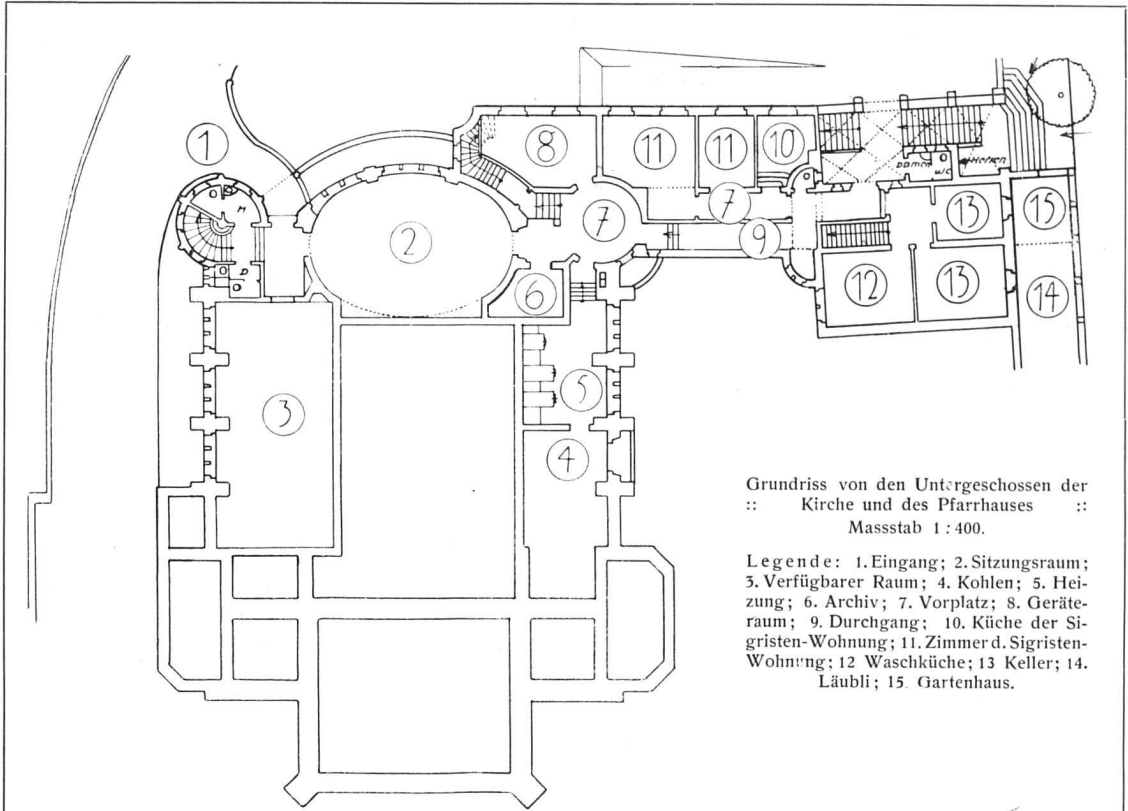 1
8
11
11
10
Damen
W.C.
Herren
H
2
7
7
9
13
15
D
6
12
13
14
3
5
4
Grundriss von den Untergeschossen der
:: Kirche und des Pfarrhauses ::
Massstab 1 : 400.
Legende: 1. Eingang; 2. Sitzungsraum;
3. Verfügbarer Raum; 4. Kohlen; 5. Hei-
zung; 6. Archiv; 7. Vorplatz; 8. Geräte-
raum; 9. Durchgang; 10. Küche der Si-
gristen-Wohnung; 11. Zimmer d. Sigristen-
Wohnung; 12 Waschküche; 13 Keller; 14.
Läubli; 15. Gartenhaus.